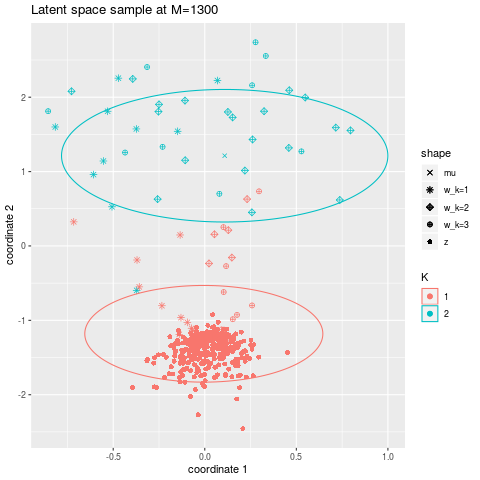 Latent space sample at M=1300
2
1
0
-1
-2
coordinate 2
-0.5
0.0
0.5
1.0
coordinate 1
shape
mu
w_k=1
w_k=2
w_k=3
z
K
1
2